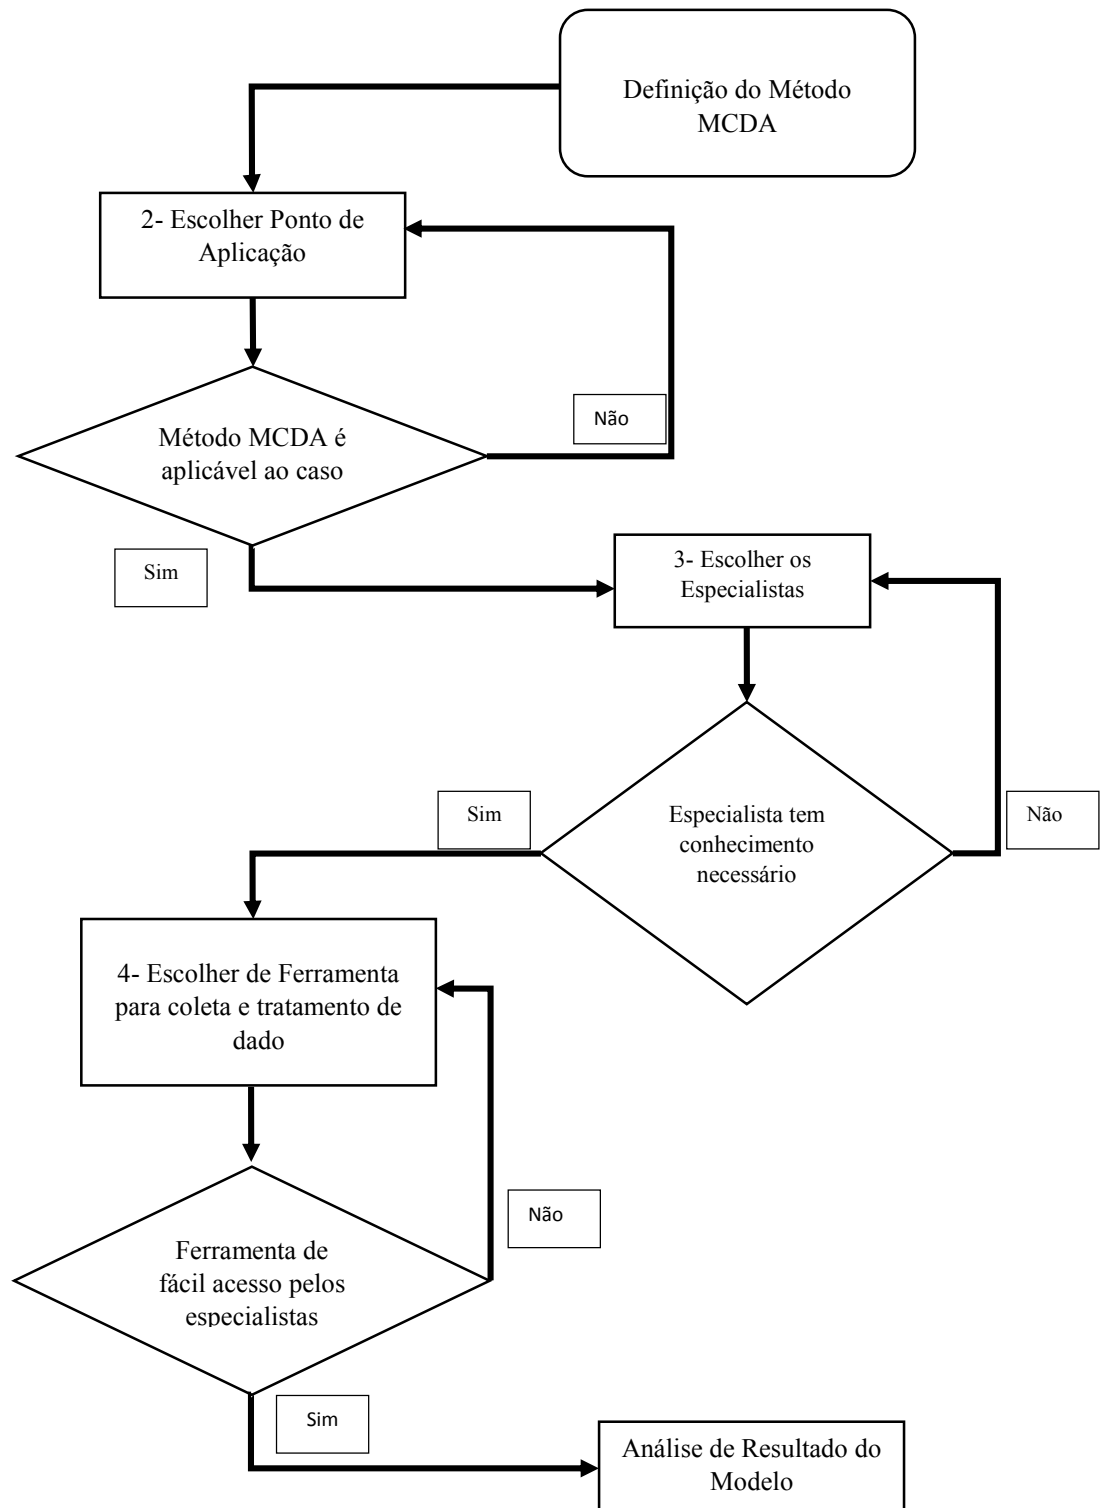 Definição do Método
MCDA
2- Escolher Ponto de
Aplicação
Método MCDA é
aplicável ao caso
Não
Sim
3- Escolher os
Especialistas
Especialista tem
conhecimento
necessário
Sim
Não
4- Escolher de Ferramenta
para coleta e tratamento de
dado
Ferramenta de
fácil acesso pelos
especialistas
Não
Sim
Análise de Resultado do
Modelo